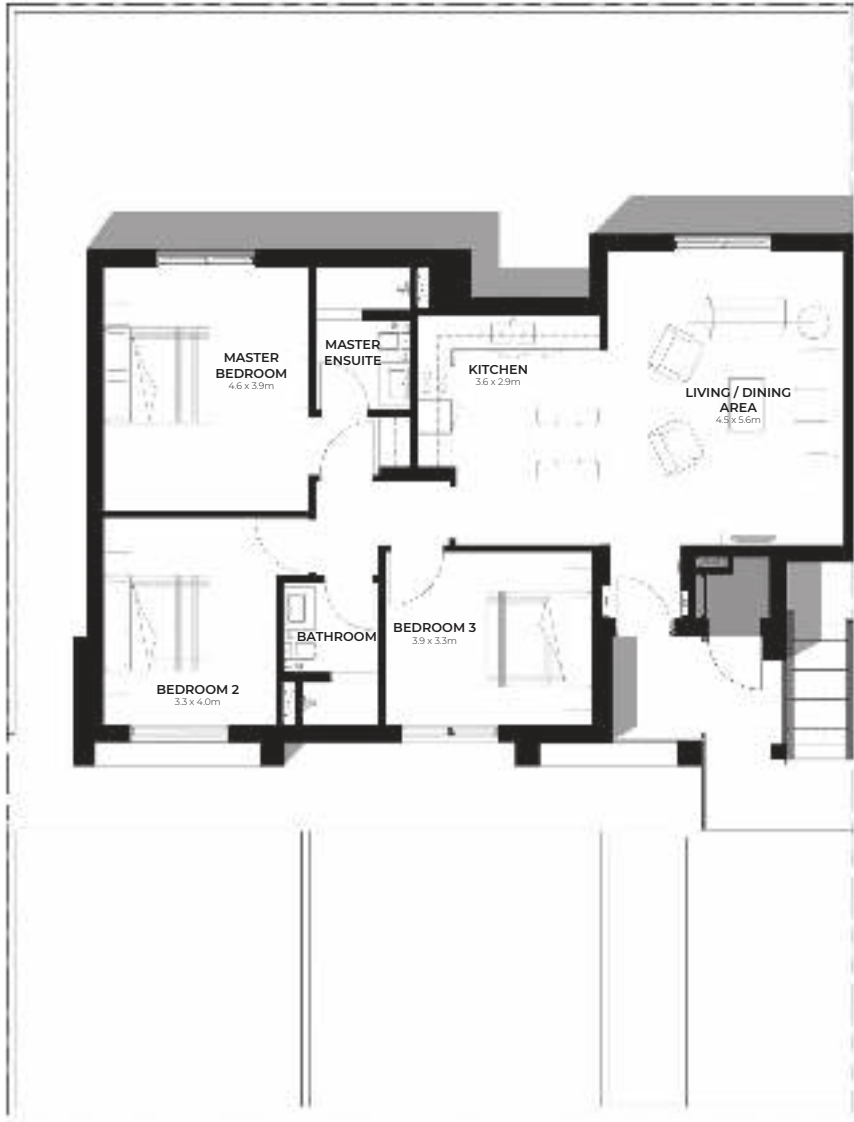 MASTER
BEDROOM
4.6 x 3.9m
MASTER
ENSUITE
KITCHEN
3.6 x 2.9m
LIVING / DINING
AREA
4.5 x 5.6m
BEDROOM 2
3.3 x 4.0m
BATHROOM
BEDROOM 3
3.9 x 3.3m